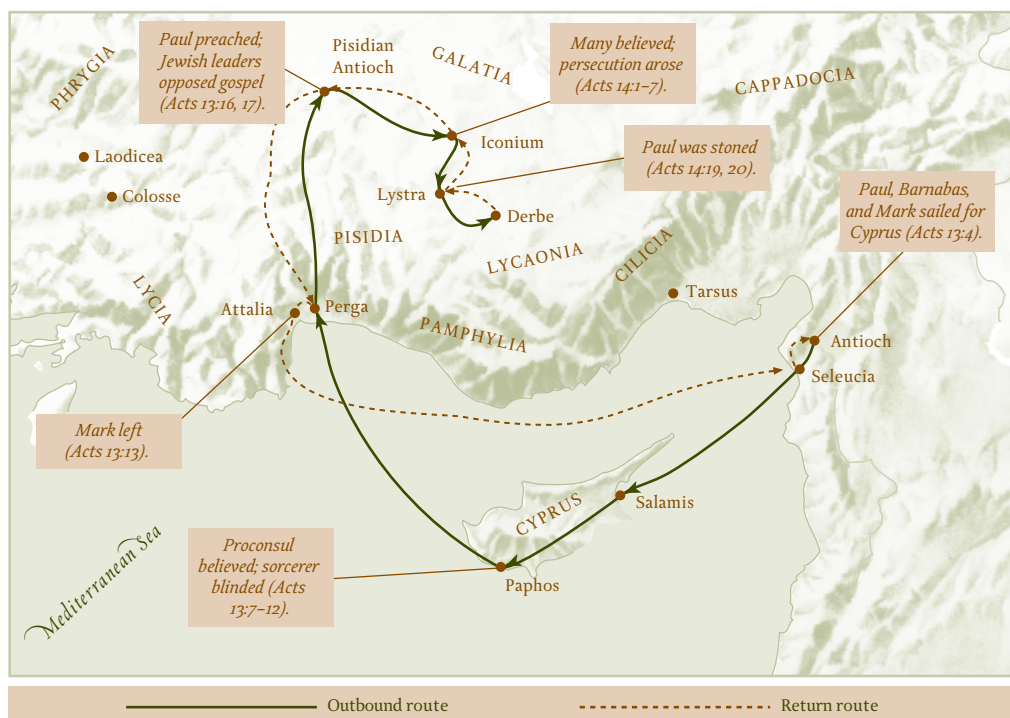 PHRYGIA
Paul preached;
Jewish leaders
opposed gospel
(Acts 13:16, 17).
Pisidian
Antioch
GALATIA
Many believed;
persecution arose
(Acts 14:1–7).
CAPPADOCIA
Laodicea
Colosse
Iconium
Paul was stoned
(Acts 14:19, 20).
Lystra
Derbe
Paul, Barnabas,
and Mark sailed for
Cyprus (Acts 13:4).
PISIDIA
LYCAONIA
CILICIA
LYCIA
Attalia
Perga
PAMPHYLIA
Tarsus
Antioch
Seleucia
Mark left
(Acts 13:13).
CYPRUS
Salamis
Mediterranean Sea
Proconsul
believed; sorcerer
blinded (Acts
13:7–12).
Paphos
Outbound route
Return route